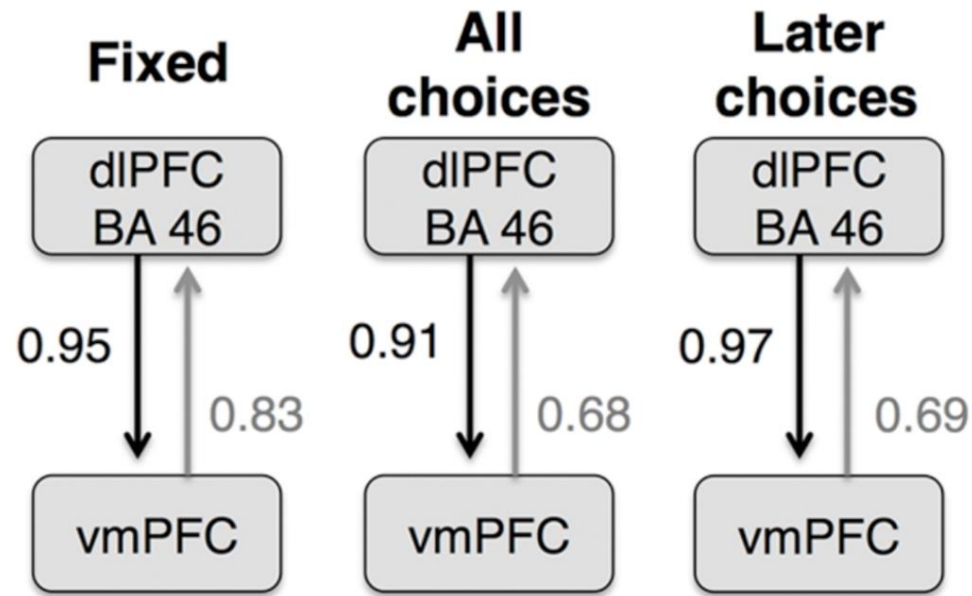 Fixed
dlPFC
BA 46
0.95
0.83
vmPFC
All
choices
dlPFC
BA 46
0.91
0.68
vmPFC
Later
choices
dlPFC
BA 46
0.97
0.69
vmPFC